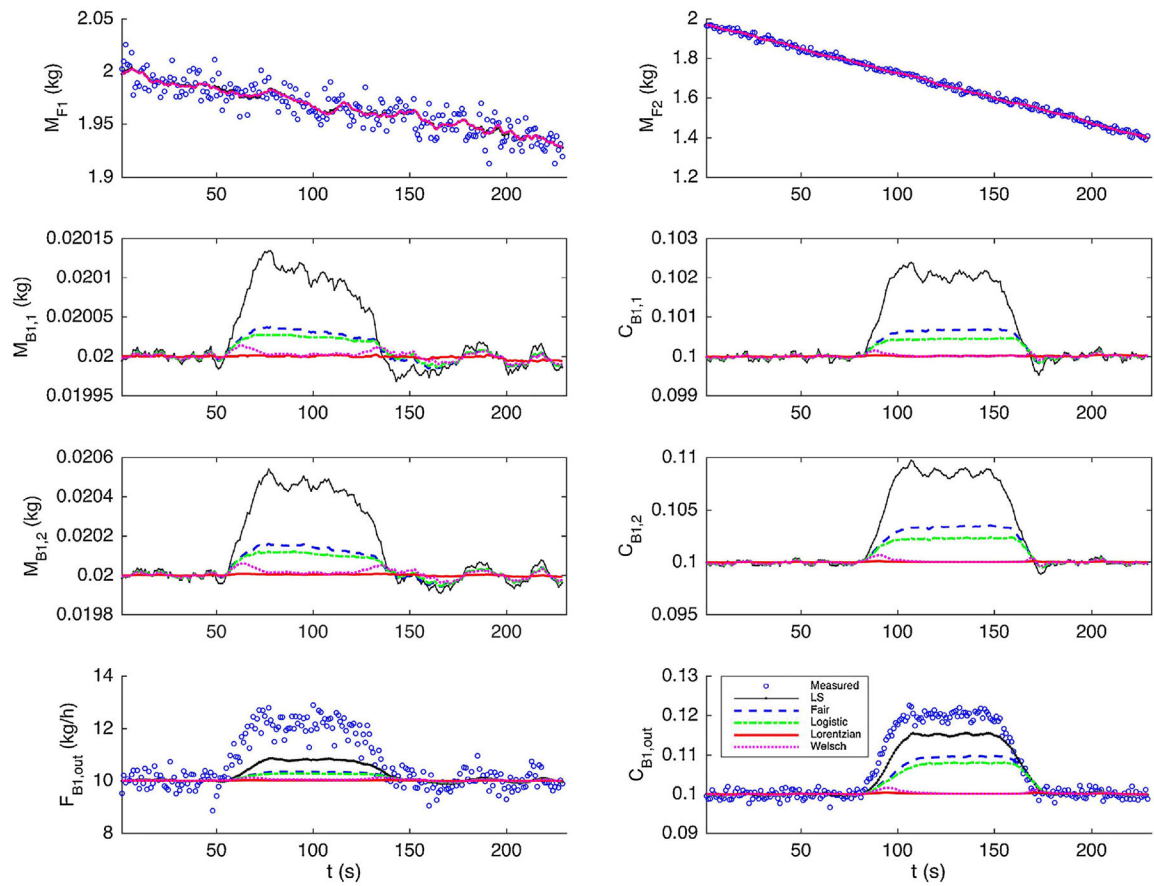 2.05
2
1.95
1.9
M_F1 (kg)
50 100 150 200
2
1.8
1.6
1.4
1.2
M_F2 (kg)
50 100 150 200
0.02015
0.0201
0.02005
0.02
0.01995
M_B1,1 (kg)
50 100 150 200
0.103
0.102
0.101
0.1
0.099
C_B1,1
50 100 150 200
0.0206
0.0204
0.0202
0.02
0.0198
M_B1,2 (kg)
50 100 150 200
0.11
0.105
0.1
0.095
C_B1,2
50 100 150 200
14
12
10
8
F_B1,out (kg/h)
50 100 150 200
t (s)
0.13
0.12
0.11
0.1
0.09
C_B1,out
Measured
LS
Fair
Logistic
Lorentzian
Welsch
50 100 150 200
t (s)